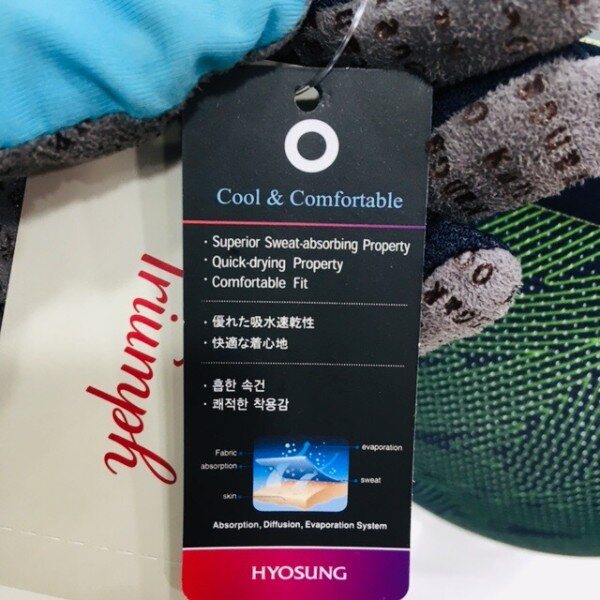 Cool & Comfortable
· Superior Sweat-absorbing Property
· Quick-drying Property
· Comfortable Fit
· 優れた吸水速乾性
· 快適な着心地
· 흡한 속건
· 쾌적한 착용감
Fabric
absorption
skin
evaporation
sweat
Absorption, Diffusion, Evaporation System
HYOSUNG